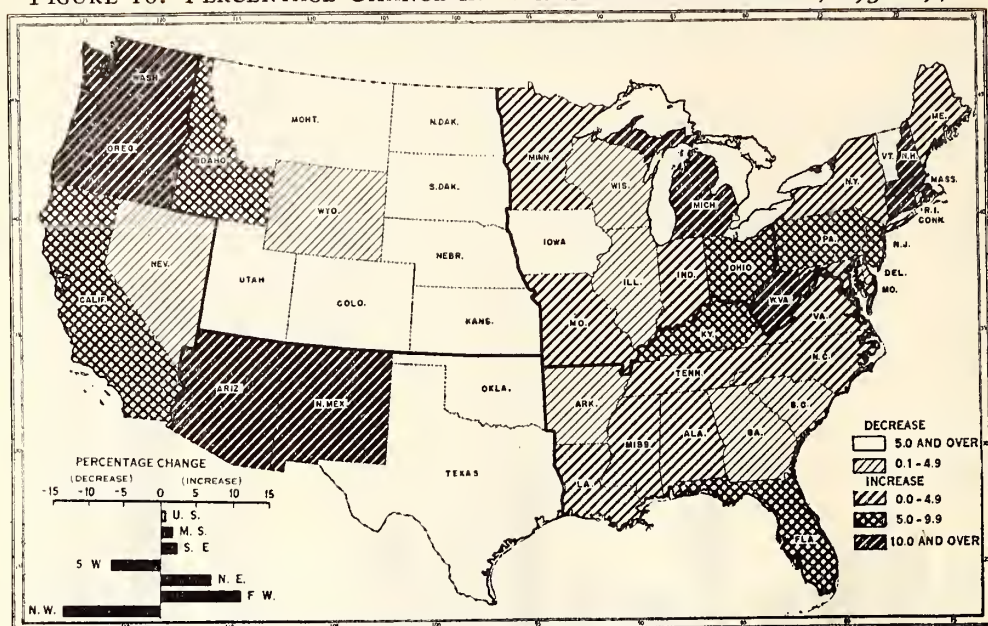 FIGURE PERCENTAGE CHANGE
WASH.
MOHT.
N.DAK.
MINN.
ME.
OREG.
IDAHO
S.DAK.
WIS.
MICH.
VT.
N.H.
N.Y.
MASS.
R.I.
CONN.
WYO.
NEBR.
IOWA
PA.
N.J.
NEV.
UTAH
COLO.
ILL.
IND.
OHIO
DEL.
MO.
CALIF.
KANS.
MO.
KY.
W.VA.
VA.
N.C.
TENN.
ARIZ.
N.MEX.
OKLA.
ARK.
S.C.
MISS.
ALA.
GA.
TEXAS
LA.
FLA.
DECREASE
5.0 AND OVER
0.1-4.9
INCREASE
0.0-4.9
5.0-9.9
10.0 AND OVER
PERCENTAGE CHANGE
(DECREASE) (INCREASE)
-15 -10 -5 0 5 10 15
U. S.
M. S.
S. E
S W
N. E.
F W.
N. W.